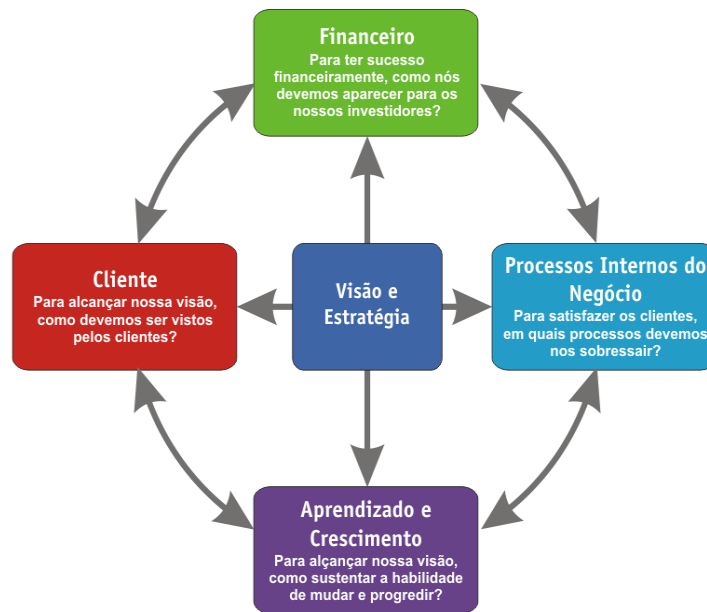 Financeiro
Para ter sucesso
financeiramente, como nós
devemos aparecer para os
nossos investidores?
Cliente
Para alcançar nossa visão,
como devemos ser vistos
pelos clientes?
Visão e
Estratégia
Processos Internos do
Negócio
Para satisfazer os clientes,
em quais processos devemos
nos sobressair?
Aprendizado e
Crescimento
Para alçançar nossa visão,
como sustentar a habilidade
de mudar e progredir?